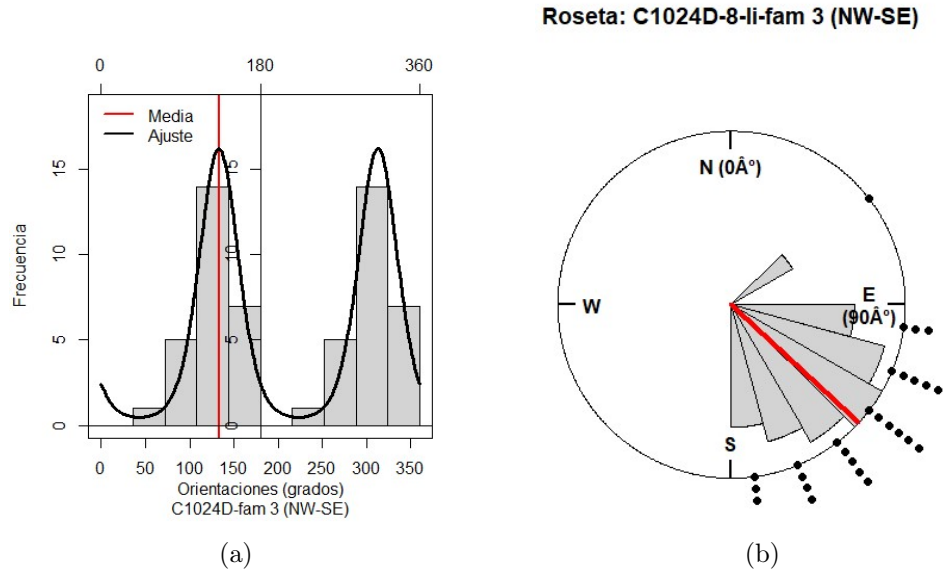 Roseta: C1024D-8-li-fam 3 (NW-SE)
0 180 360
Media
Ajuste
Frecuencia
0 5 10 15
0 5 10 15
0 50 100 150 200 250 300 350
Orientaciones (grados)
C1024D-fam 3 (NW-SE)
N (0Â°)
W
E
(90Â°)
S
(a)
(b)